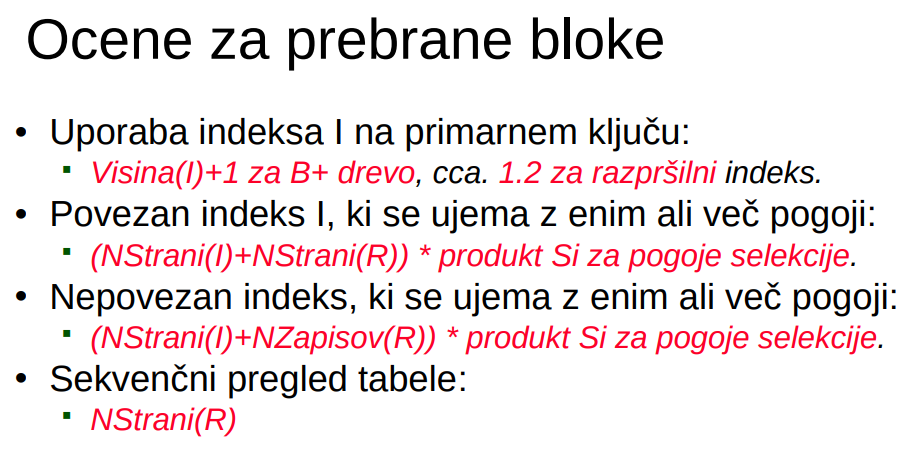 Ocene za prebrane bloke
• Uporaba indeksa I na primarnem ključu:
▪ Visina(I)+1 za B+ drevo, cca. 1.2 za razpršilni indeks.
• Povezan indeks I, ki se ujema z enim ali več pogoji:
▪ (NStrani(I)+NStrani(R)) * produkt Si za pogoje selekcije.
• Nepovezan indeks, ki se ujema z enim ali več pogoji:
▪ (NStrani(I)+NZapisov(R)) * produkt Si za pogoje selekcije.
• Sekvenčni pregled tabele:
▪ NStrani(R)